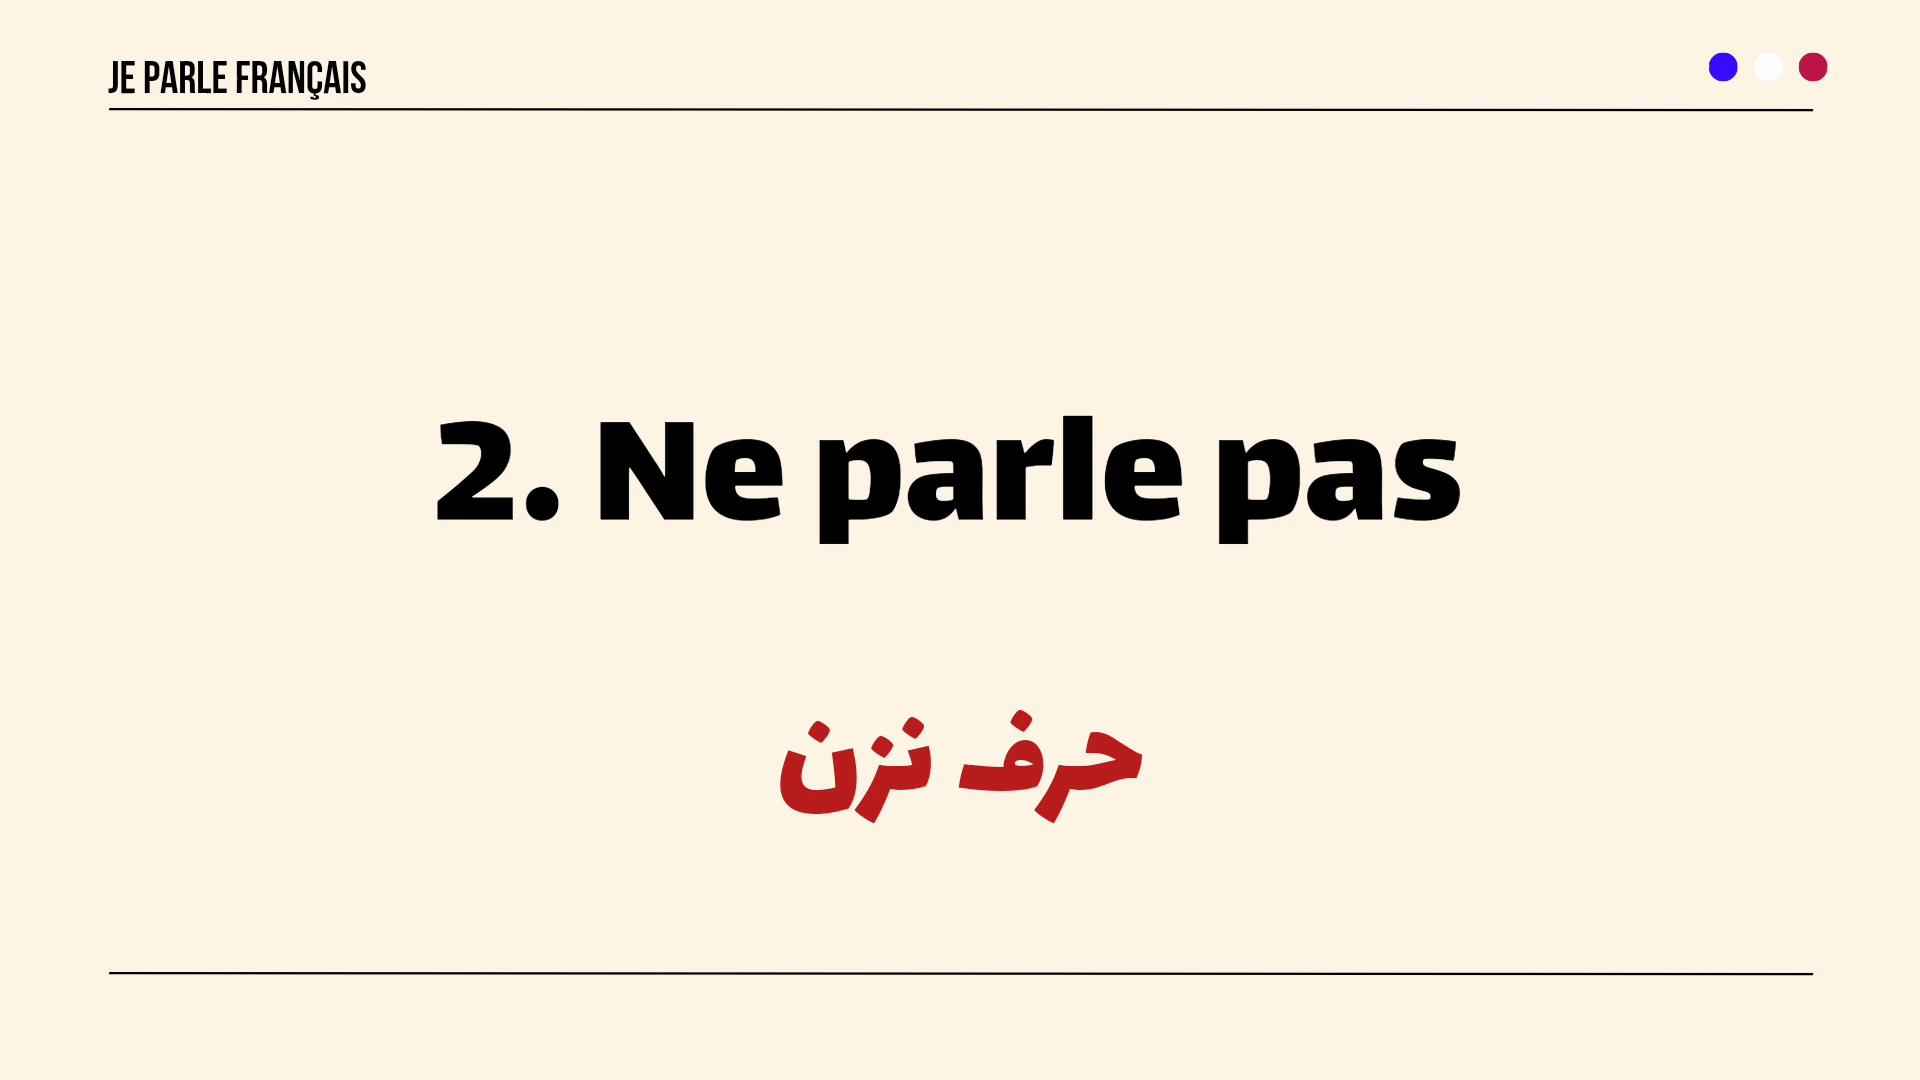 JE PARLE FRANÇAIS
2. Ne parle pas
حرف نزن